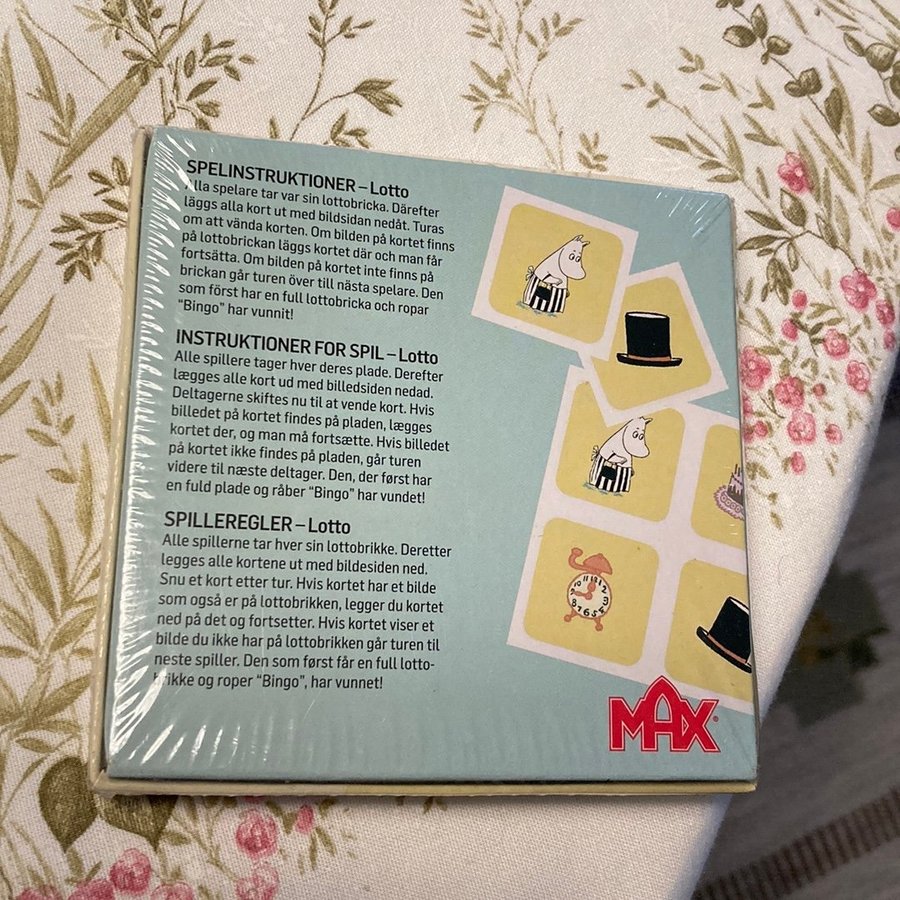 SPELINSTRUKTIONER – Lotto
Alla spelare tar var sin lottobricka. Därefter
läggs alla kort ut med bildsidan nedåt. Turas
om att vända korten. Om bilden på kortet finns
på lottobrickan läggs kortet där och man får
fortsätta. Om bilden på kortet inte finns på
brickan går turen över till nästa spelare. Den
som först har en full lottobricka och ropar
"Bingo" har vunnit!
INSTRUKTIONER FOR SPIL – Lotto
Alle spillere tager hver deres plade. Derefter
lægges alle kort ud med billedsiden nedad.
Deltagerne skiftes nu til at vende kort. Hvis
billedet på kortet findes på pladen, lægges
kortet der, og man må fortsætte. Hvis billedet
på kortet ikke findes på pladen, går turen
videre til næste deltager. Den, der først har
en fuld plade og råber "Bingo" har vundet!
SPILLEREGLER – Lotto
Alle spillerne tar hver sin lottobrikke. Deretter
legges alle kortene ut med bildesiden ned.
Snu et kort etter tur. Hvis kortet har et bilde
som også er på lottobrikken, legger du kortet
ned på det og fortsetter. Hvis kortet viser et
bilde du ikke har på lottobrikken går turen til
neste spiller. Den som først får en full lotto-
brikke og roper "Bingo", har vunnet!
MAX®